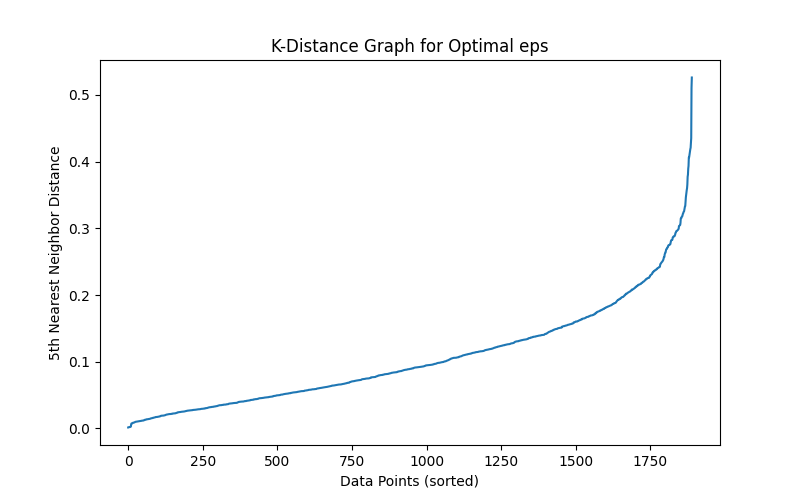 K-Distance Graph for Optimal eps
0.5
0.4
0.3
0.2
0.1
0.0
5th Nearest Neighbor Distance
0 250 500 750 1000 1250 1500 1750
Data Points (sorted)